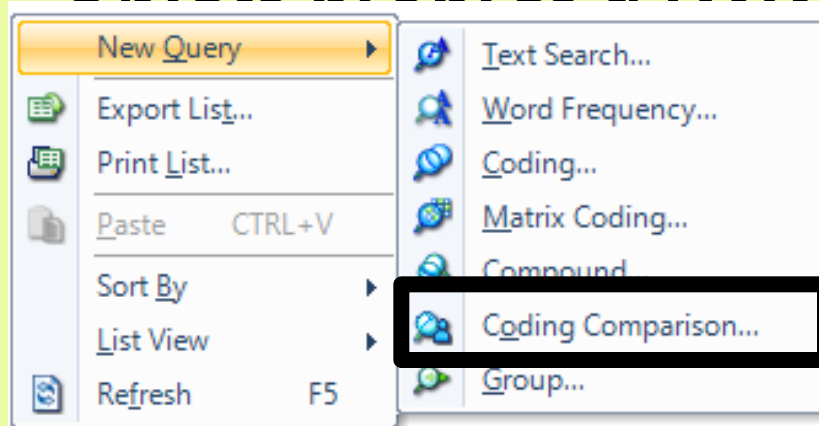 New Query
Export List...
Print List...
Paste CTRL+V
Sort By
List View
Refresh F5
Text Search...
Word Frequency...
Coding...
Matrix Coding...
Compound...
Coding Comparison...
Group...